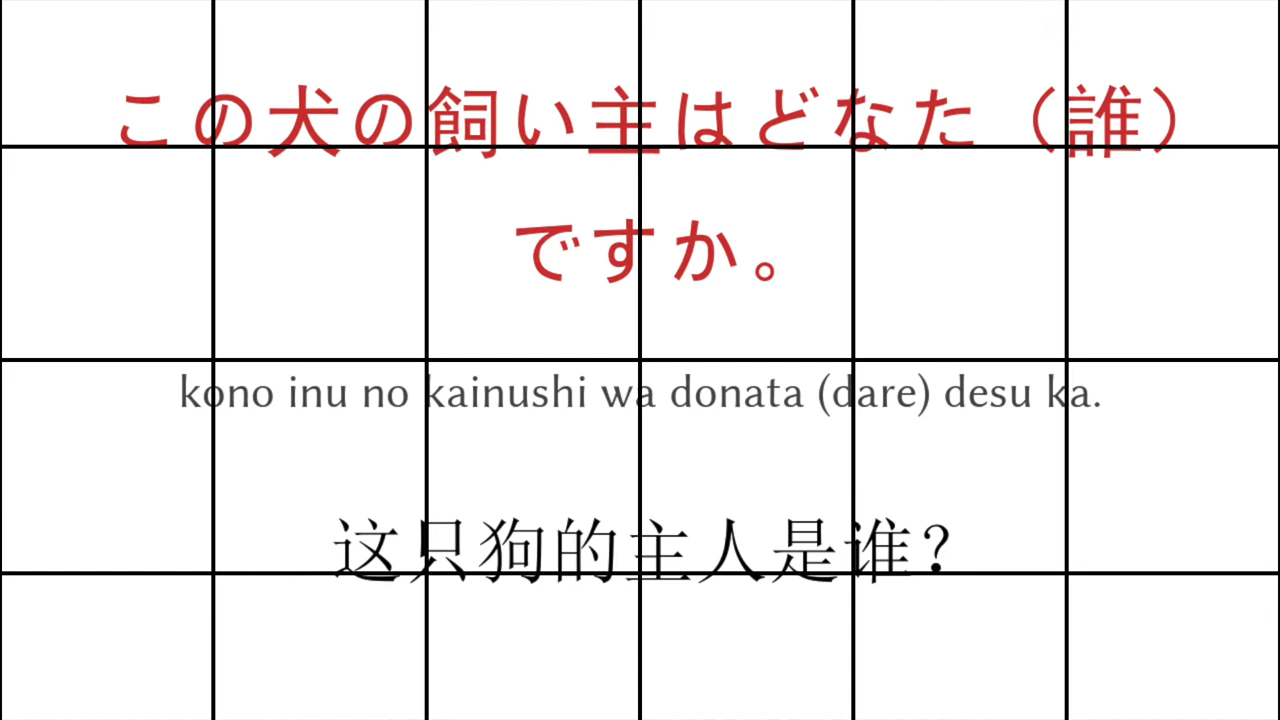 この犬の飼い主はどなた（誰）
ですか。
kono inu no kainushi wa donata (dare) desu ka.
这只狗的主人是谁？